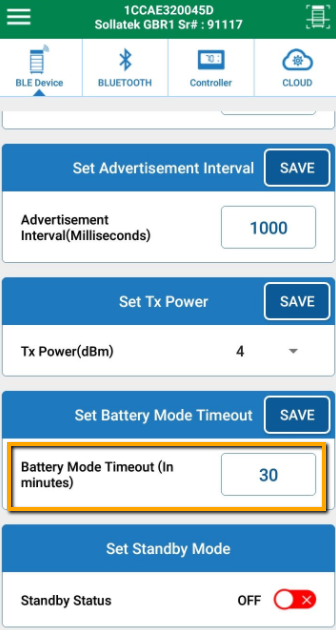 1CCAE320045D
Sollatek GBR1 Sr# : 91117
BLE Device
BLUETOOTH
Controller
CLOUD
Set Advertisement Interval
SAVE
Advertisement
Interval(Milliseconds)
1000
Set Tx Power
SAVE
Tx Power(dBm)
4
Set Battery Mode Timeout
SAVE
Battery Mode Timeout (In
minutes)
30
Set Standby Mode
Standby Status
OFF